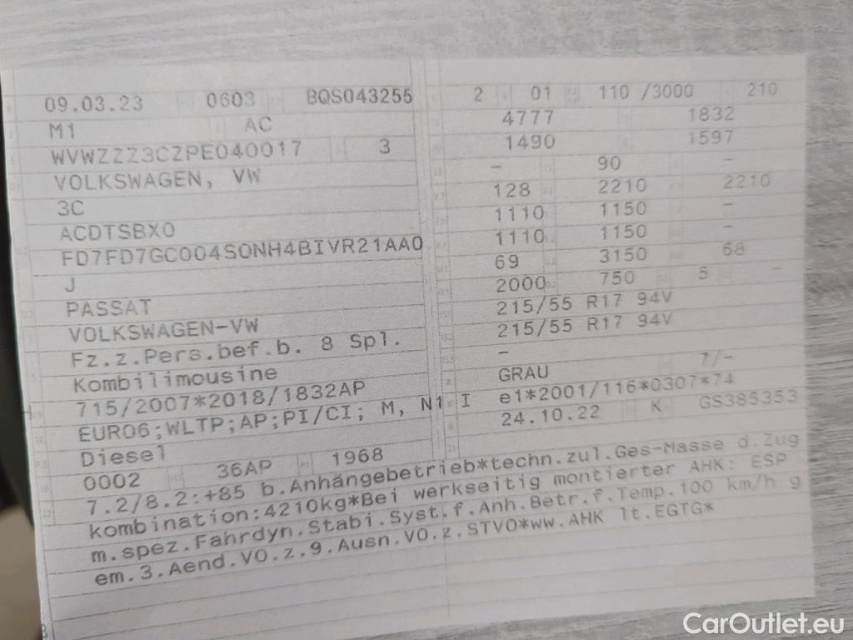 09.03.23 0603 BQS043255
M1 AC
WVWZZZ3CZPE040017 3
VOLKSWAGEN, VW
3C
ACDTSBX0
FD7FD7GC004SONH4BIVR21AA0
J
PASSAT
VOLKSWAGEN-VW
Fz.z.Pers.bef.b. 8 Spl.
Kombilimousine
715/2007*2018/1832AP
EURO6;WLTP;AP;PI/CI; M, N1 I
Diesel
0002 36AP 1968
2 01 110 /3000 210
4777 1832
1490 1597
- 90 -
128 2210 2210
1110 1150 -
1110 1150 -
69 3150 68
2000 750 5 -
215/55 R17 94V
215/55 R17 94V
-
GRAU 7/-
e1*2001/116*0307*74
24.10.22 K GS385353
7.2/8.2:+85 b.Anhängebetrieb*techn.zul.Ges-Masse d.Zug
kombination:4210kg*Bei werkseitig montierter AHK: ESP
m.spez.Fahrdyn.Stabi.Syst.f.Anh.Betr.f.Temp.100 km/h g
em.3.Aend.VO.z.9.Ausn.VO.z.STVO*ww.AHK lt.EGTG*
CarOutlet.eu